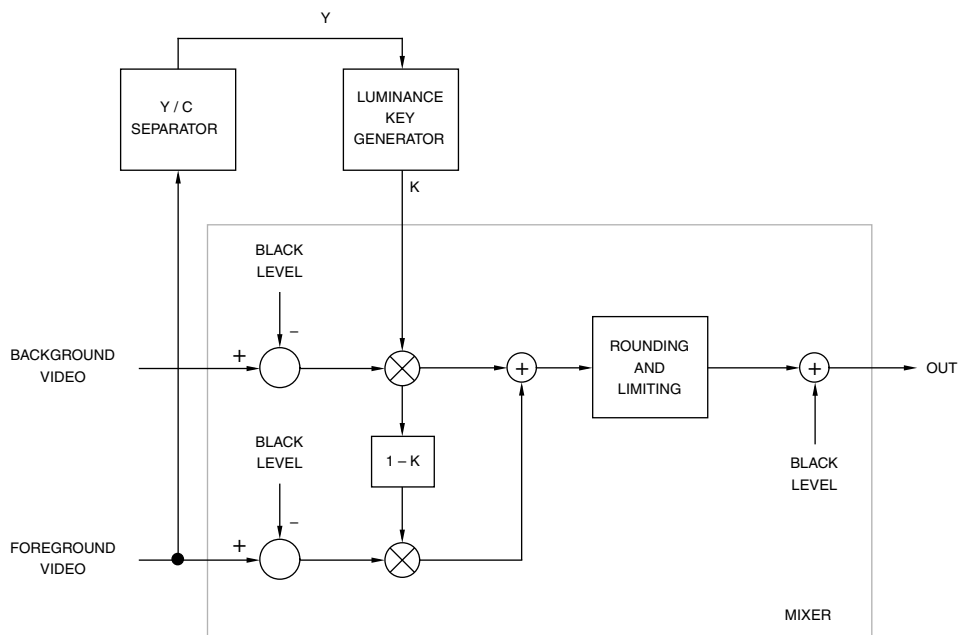 Y
Y / C
SEPARATOR
LUMINANCE
KEY
GENERATOR
K
BLACK
LEVEL
–
+
BACKGROUND
VIDEO
+
ROUNDING
AND
LIMITING
+
OUT
BLACK
LEVEL
1 – K
BLACK
LEVEL
–
+
FOREGROUND
VIDEO
MIXER